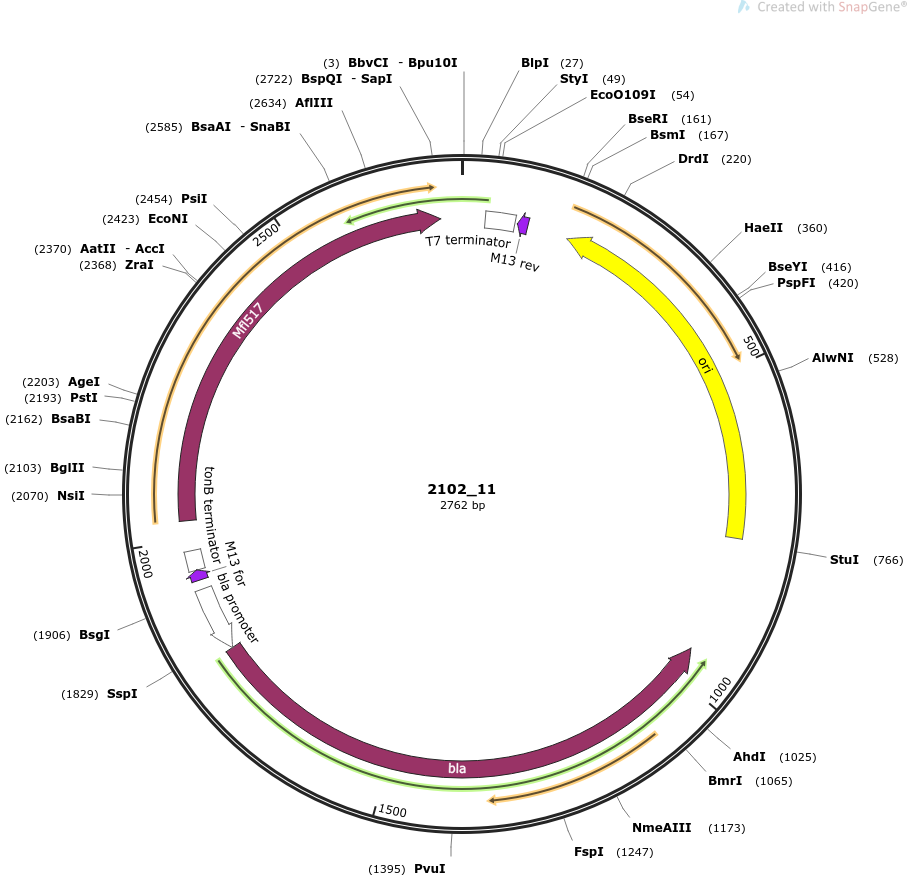 Created with SnapGene®
(3) BbvCI - Bpu10I
(2722) BspQI - SapI
(2634) AflIII
(2585) BsaAI - SnaBI
(2454) PsiI
(2423) EcoNI
(2370) AatII - AccI
(2368) ZraI
(2203) AgeI
(2193) PstI
(2162) BsaBI
(2103) BglII
(2070) NsiI
(1906) BsgI
(1829) SspI
(1395) PvuI
BlpI (27)
StyI (49)
EcoO109I (54)
BseRI (161)
BsmI (167)
DrdI (220)
HaeII (360)
BseYI (416)
PspFI (420)
AlwNI (528)
StuI (766)
AhdI (1025)
BmrI (1065)
NmeAIII (1173)
FspI (1247)
500
1000
1500
2000
2500
T7 terminator
M13 rev
ori
Mfl517
tonB terminator
M13 for
bla promoter
bla
2102_11
2762 bp